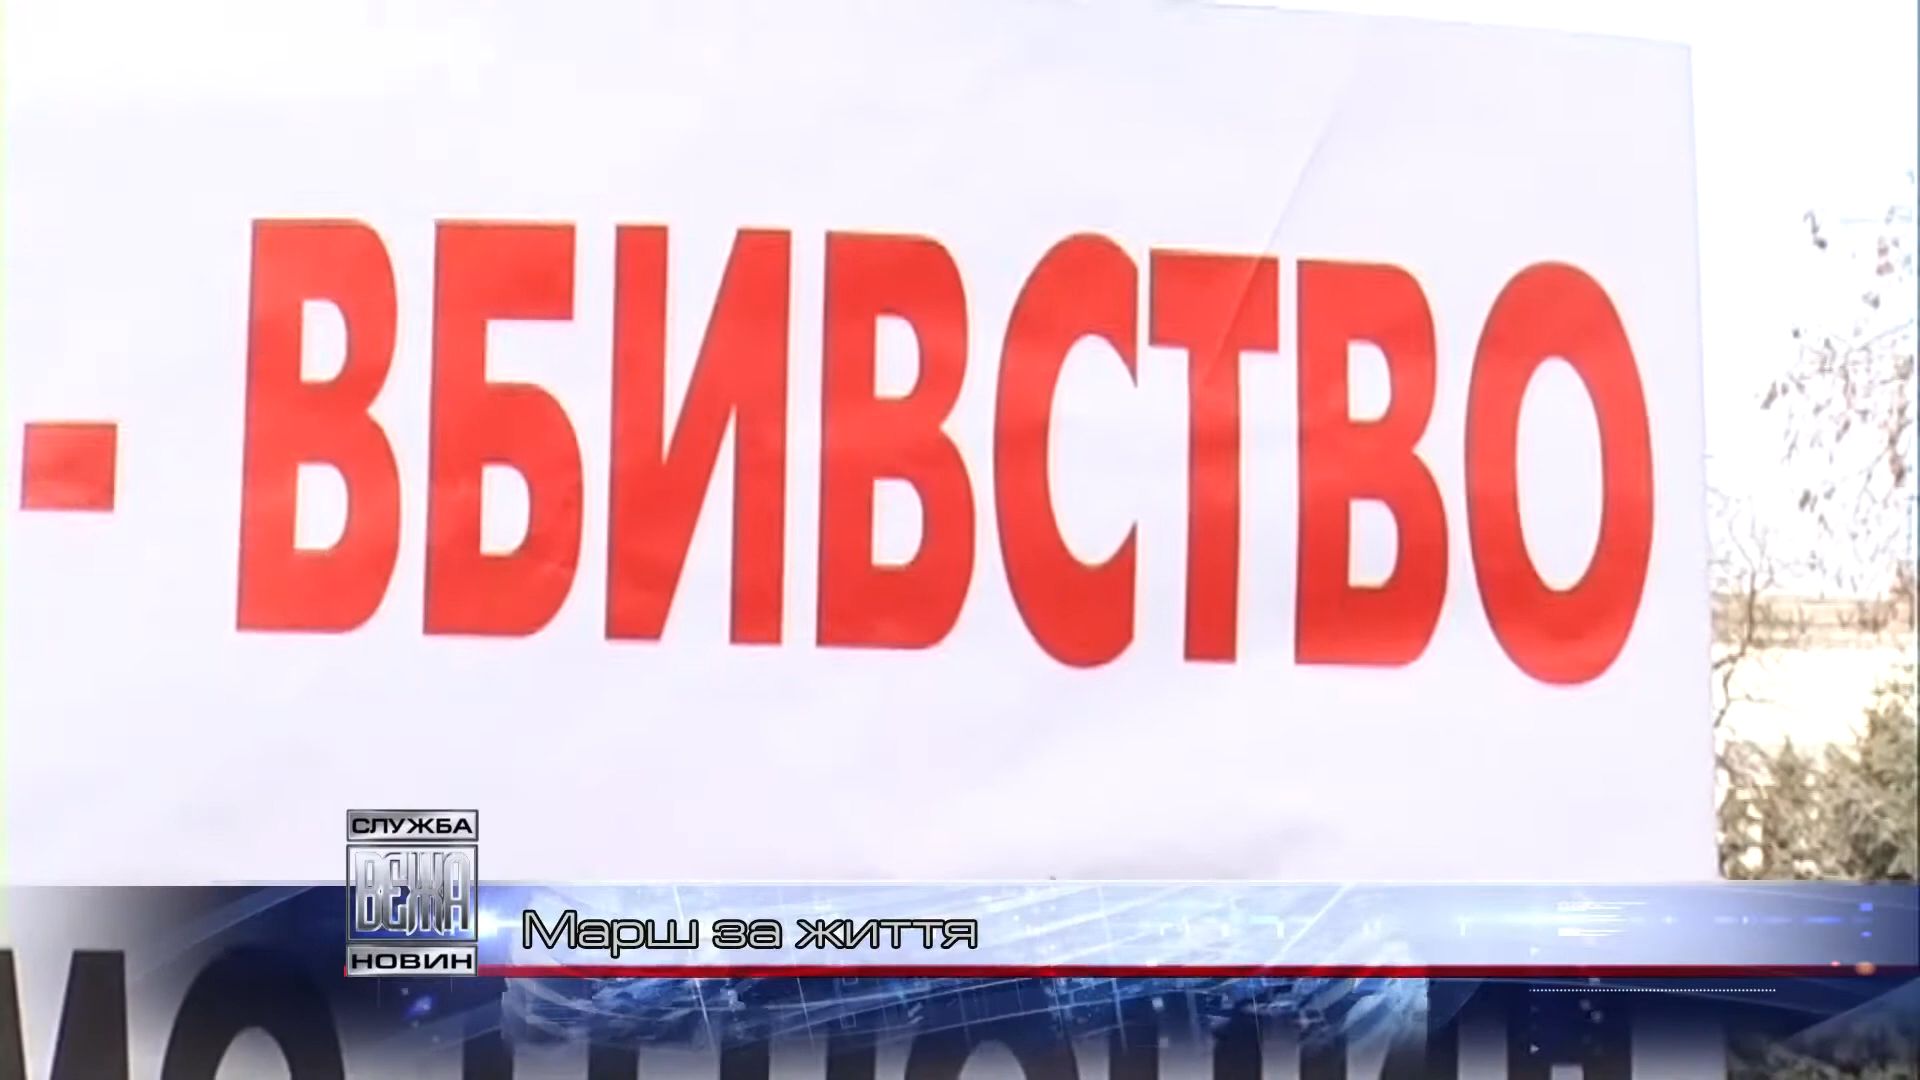 - ВБИВСТВО
СЛУЖБА
ВЕЖА
НОВИН
Марш за життя